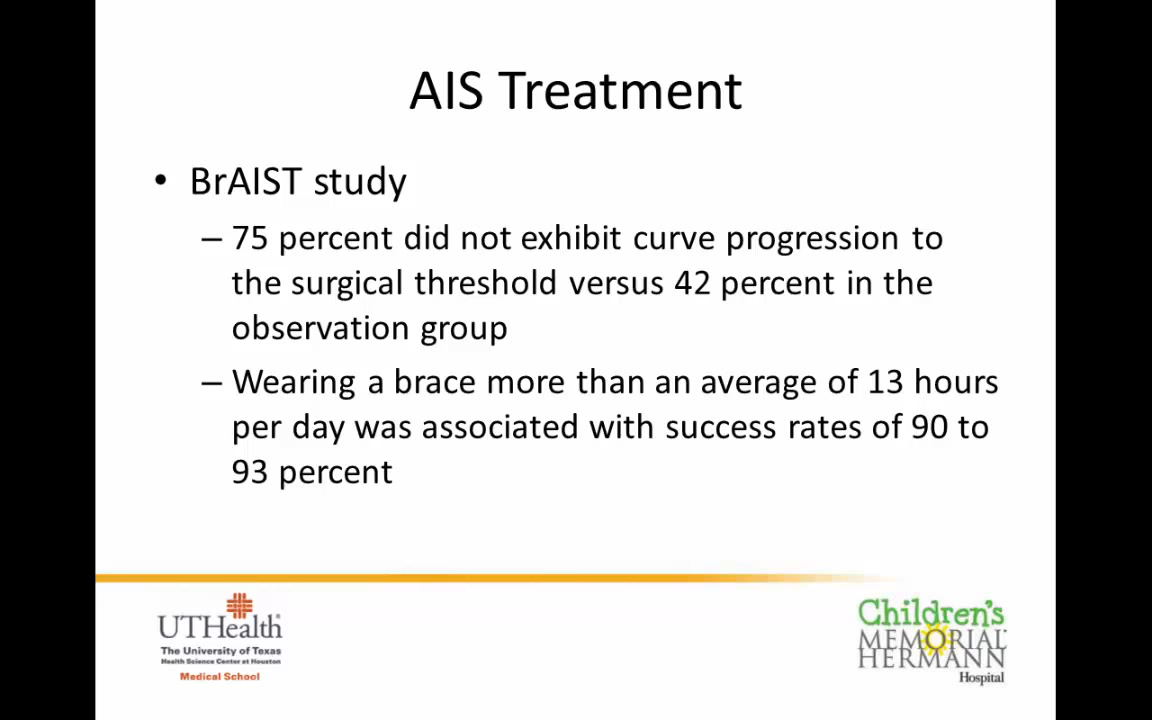 AIS Treatment
• BrAIST study
– 75 percent did not exhibit curve progression to
the surgical threshold versus 42 percent in the
observation group
– Wearing a brace more than an average of 13 hours
per day was associated with success rates of 90 to
93 percent
UTHealth
The University of Texas
Health Science Center at Houston
Medical School
Children's
MEMORIAL
HERMANN
Hospital